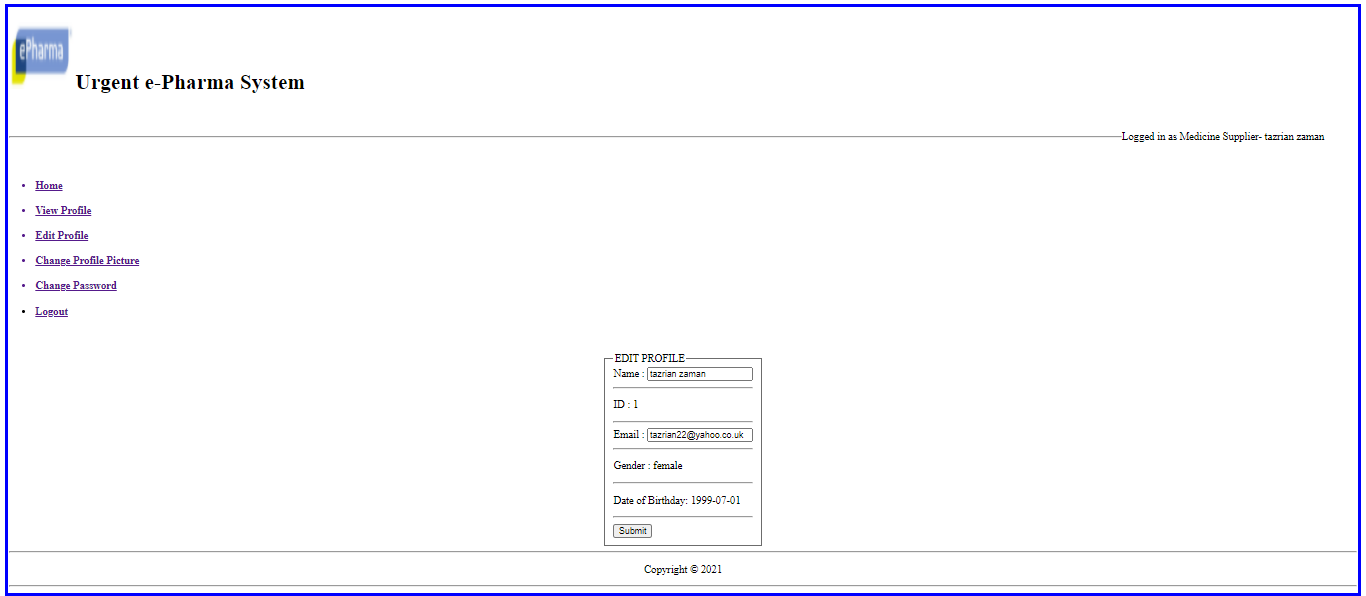 ePharma
Urgent e-Pharma System
Logged in as Medicine Supplier- tazrian zaman
Home
View Profile
Edit Profile
Change Profile Picture
Change Password
Logout
EDIT PROFILE
Name : tazrian zaman
ID : 1
Email : tazrian22@yahoo.co.uk
Gender : female
Date of Birthday: 1999-07-01
Submit
Copyright © 2021